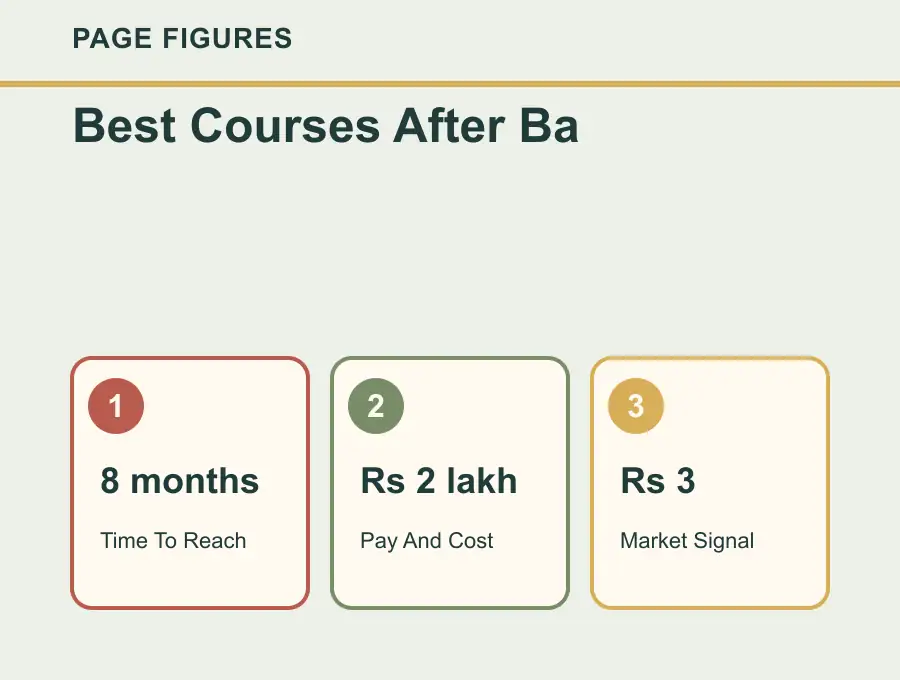 PAGE FIGURES
Best Courses After Ba
1
8 months
Time To Reach
2
Rs 2 lakh
Pay And Cost
3
Rs 3
Market Signal